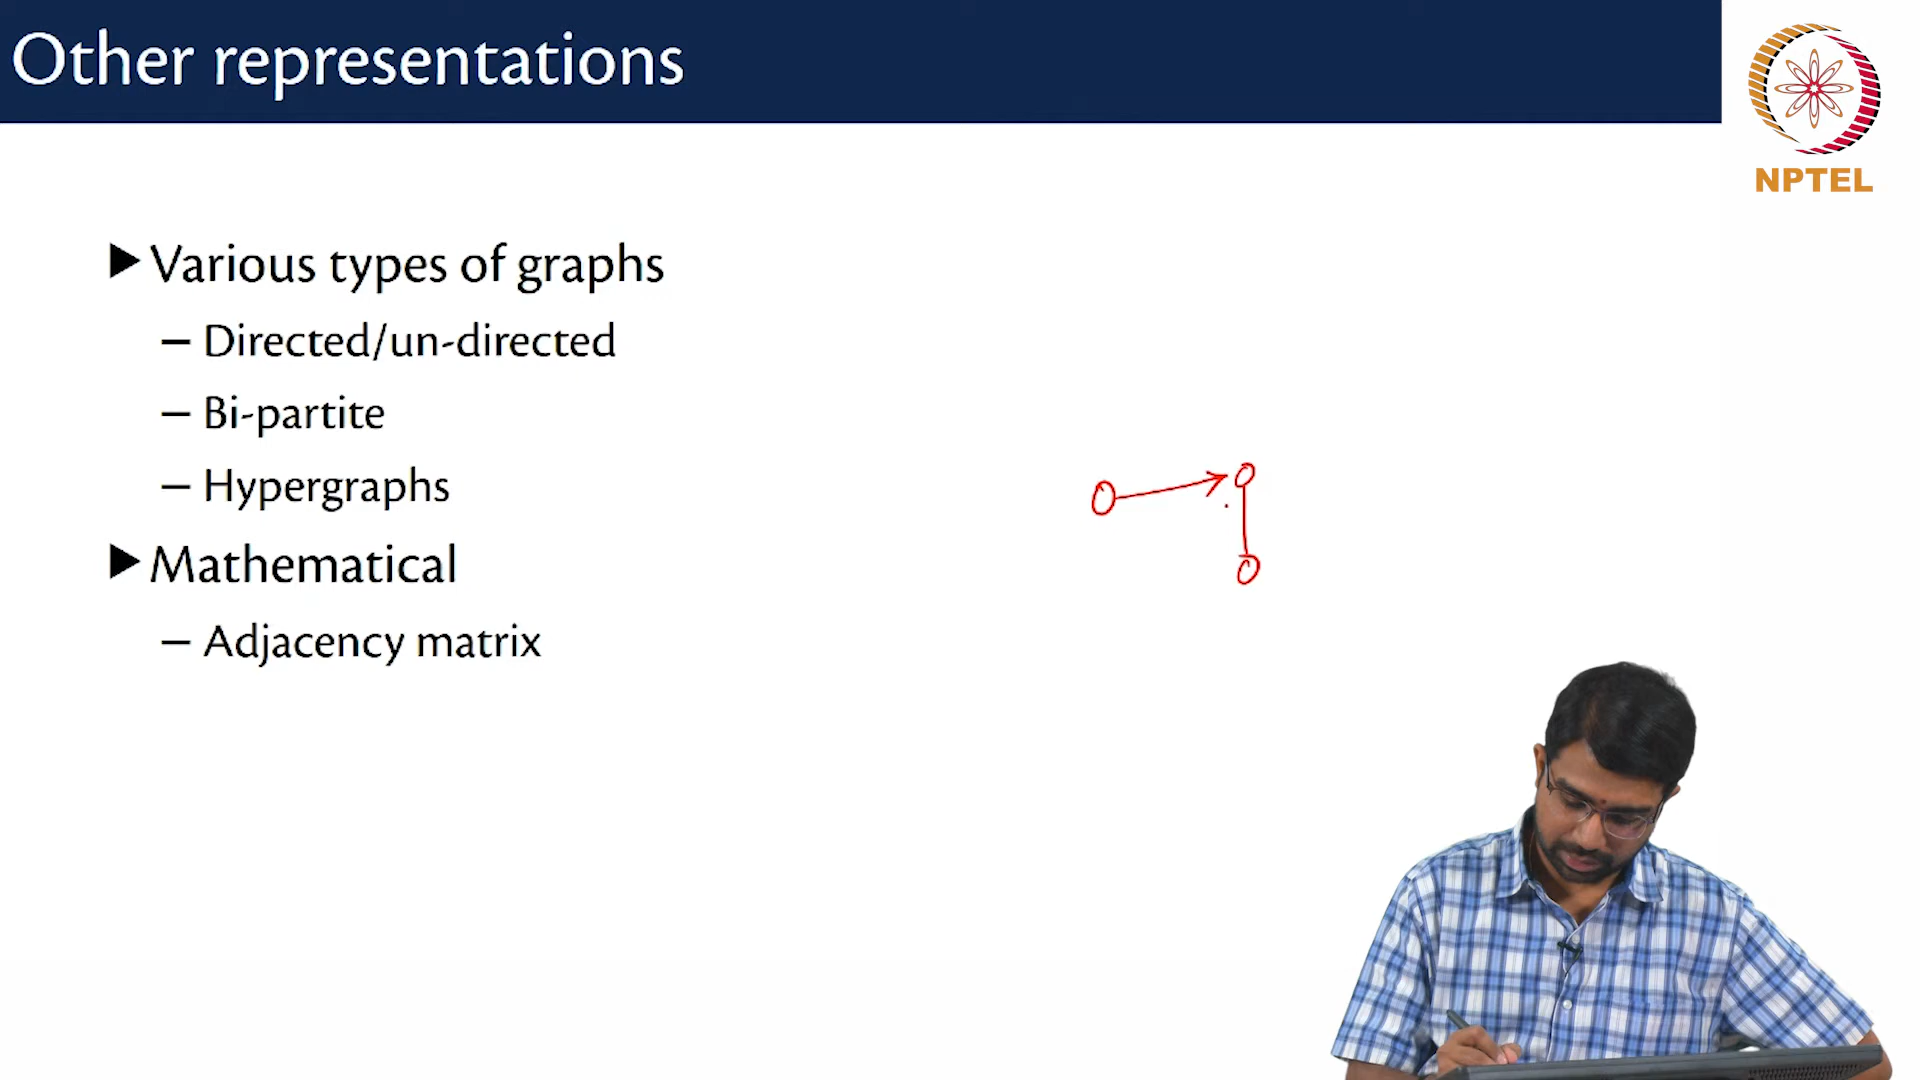 Other representations
NPTEL
▶ Various types of graphs
– Directed/un-directed
– Bi-partite
– Hypergraphs
▶ Mathematical
– Adjacency matrix